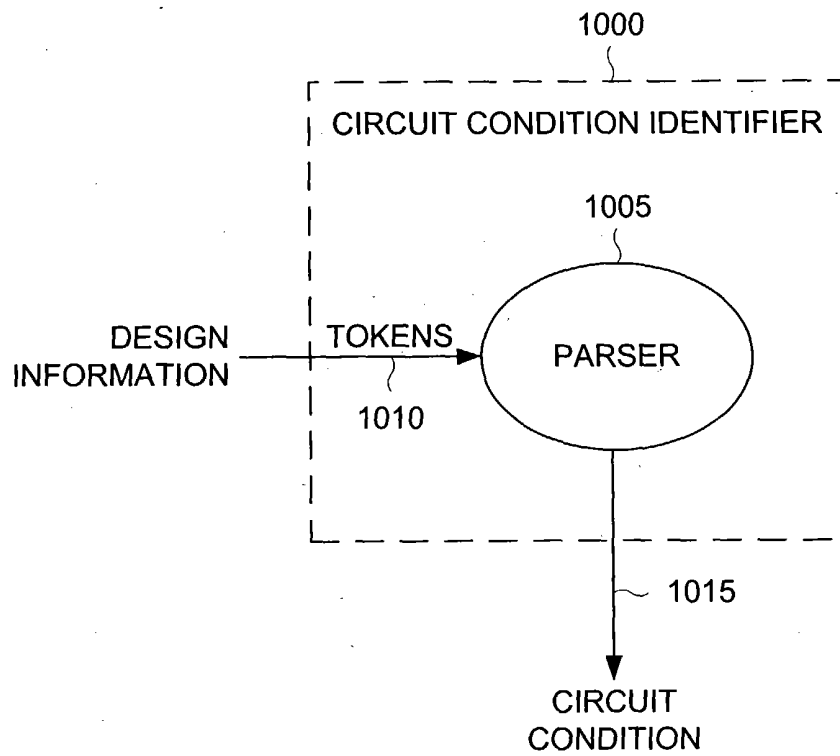 1000
CIRCUIT CONDITION IDENTIFIER
1005
DESIGN
INFORMATION
TOKENS
PARSER
1010
1015
CIRCUIT
CONDITION